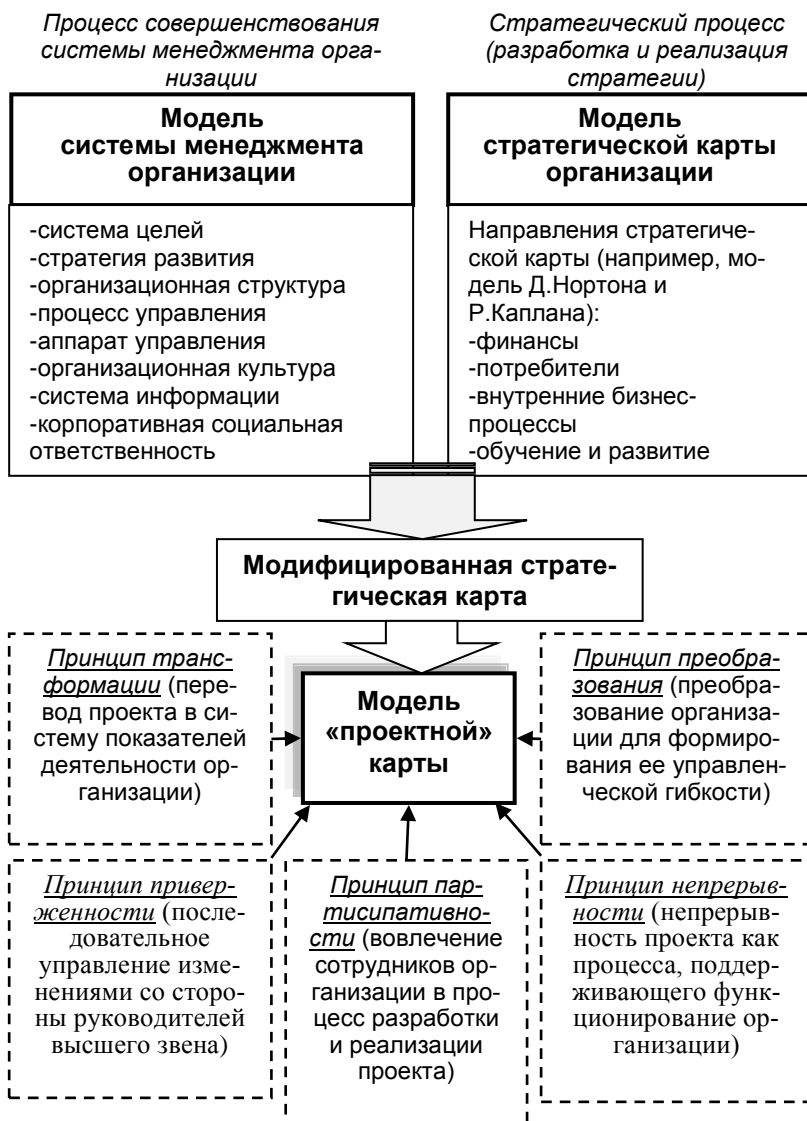 Процесс совершенствования
системы менеджмента орга-
низации
Стратегический процесс
(разработка и реализация
стратегии)
Модель
системы менеджмента
организации
Модель
стратегической карты
организации
-система целей
-стратегия развития
-организационная структура
-процесс управления
-аппарат управления
-организационная культура
-система информации
-корпоративная социальная
ответственность
Направления стратегиче-
ской карты (например, мо-
дель Д.Нортона и
Р.Каплана):
-финансы
-потребители
-внутренние бизнес-
процессы
-обучение и развитие
Модифицированная страте-
гическая карта
Принцип транс-
формации (пере-
вод проекта в си-
стему показателей
деятельности ор-
ганизации)
Модель
«проектной»
карты
Принцип преобра-
зования (преобра-
зование организа-
ции для формиро-
вания ее управлен-
ческой гибкости)
Принцип привер-
женности (после-
довательное
управление изме-
нениями со сторо-
ны руководителей
высшего звена)
Принцип пар-
тисипативно-
сти (вовлечение
сотрудников ор-
ганизации в про-
цесс разработки
и реализации
проекта)
Принцип непрерыв-
ности (непрерыв-
ность проекта как
процесса, поддер-
живающего функ-
ционирование ор-
ганизации)